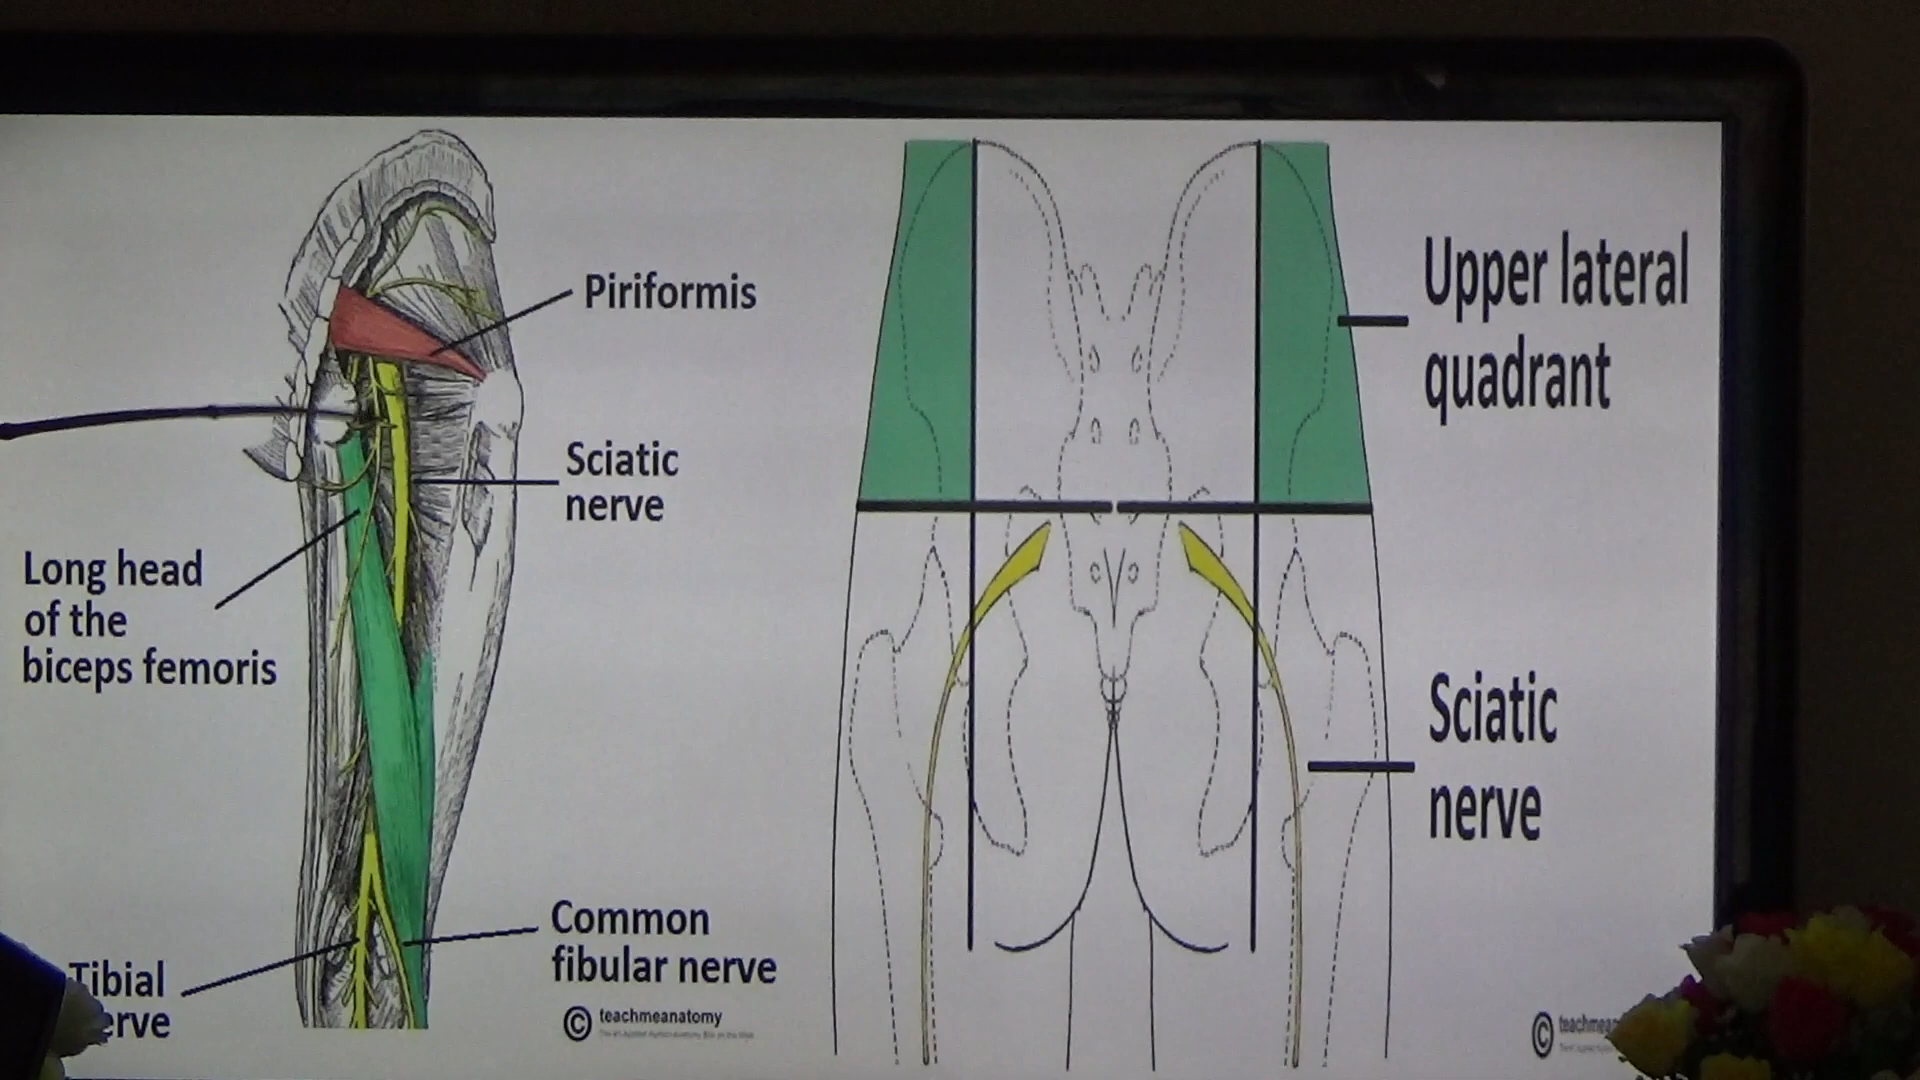 Piriformis
Sciatic
nerve
Long head
of the
biceps femoris
Common
fibular nerve
Tibial
erve
© teachmeanatomy
Upper lateral
quadrant
Sciatic
nerve
©